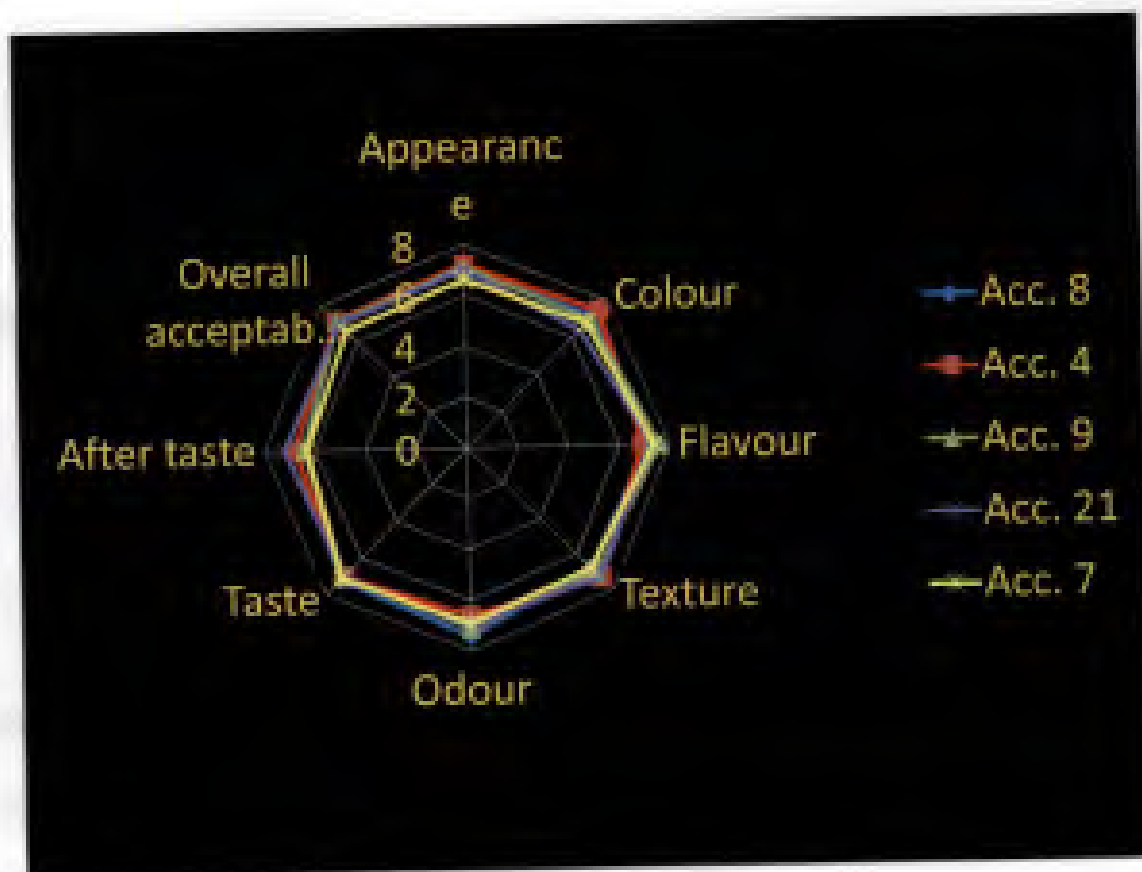 Appearanc
e
8
Overall
acceptab.
6
Colour
4
2
0
After taste
Flavour
Taste
Texture
Odour
Acc. 8
Acc. 4
Acc. 9
Acc. 21
Acc. 7